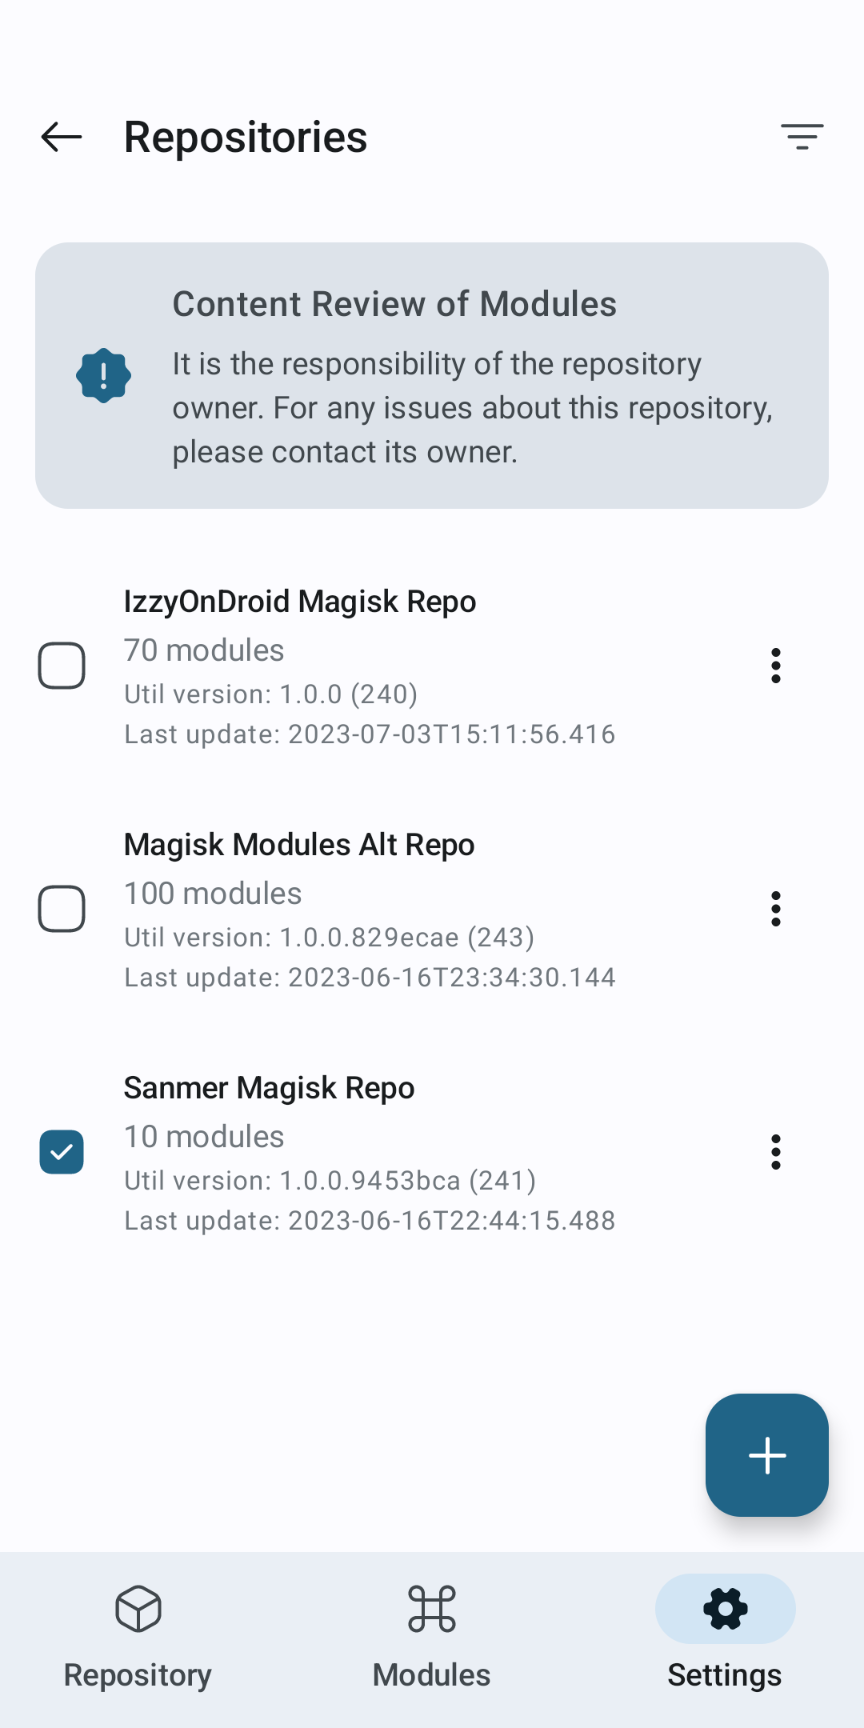 Repositories
Content Review of Modules
It is the responsibility of the repository
owner. For any issues about this repository,
please contact its owner.
IzzyOnDroid Magisk Repo
70 modules
Util version: 1.0.0 (240)
Last update: 2023-07-03T15:11:56.416
Magisk Modules Alt Repo
100 modules
Util version: 1.0.0.829ecae (243)
Last update: 2023-06-16T23:34:30.144
Sanmer Magisk Repo
10 modules
Util version: 1.0.0.9453bca (241)
Last update: 2023-06-16T22:44:15.488
Repository
Modules
Settings